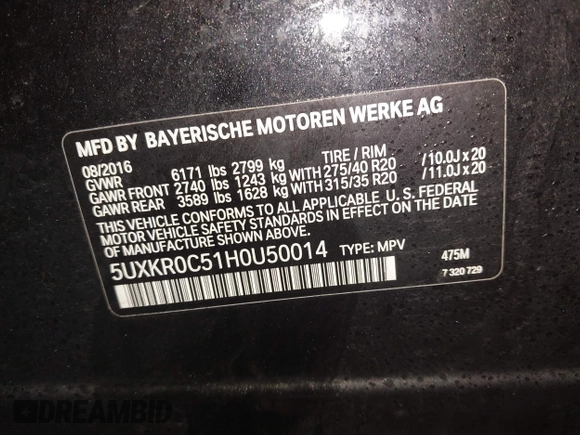 MFD BY BAYERISCHE MOTOREN WERKE AG
08/2016 TIRE / RIM
GVWR 6171 lbs 2799 kg
GAWR FRONT 2740 lbs 1243 kg WITH 275/40 R20 /10.0J x 20
GAWR REAR 3589 lbs 1628 kg WITH 315/35 R20 /11.0J x 20
THIS VEHICLE CONFORMS TO ALL APPLICABLE U.S. FEDERAL
MOTOR VEHICLE SAFETY STANDARDS IN EFFECT ON THE DATE
OF MANUFACTURE SHOWN ABOVE.
5UXKR0C51H0U50014 TYPE: MPV 475M
7 320 729
DREAMBID